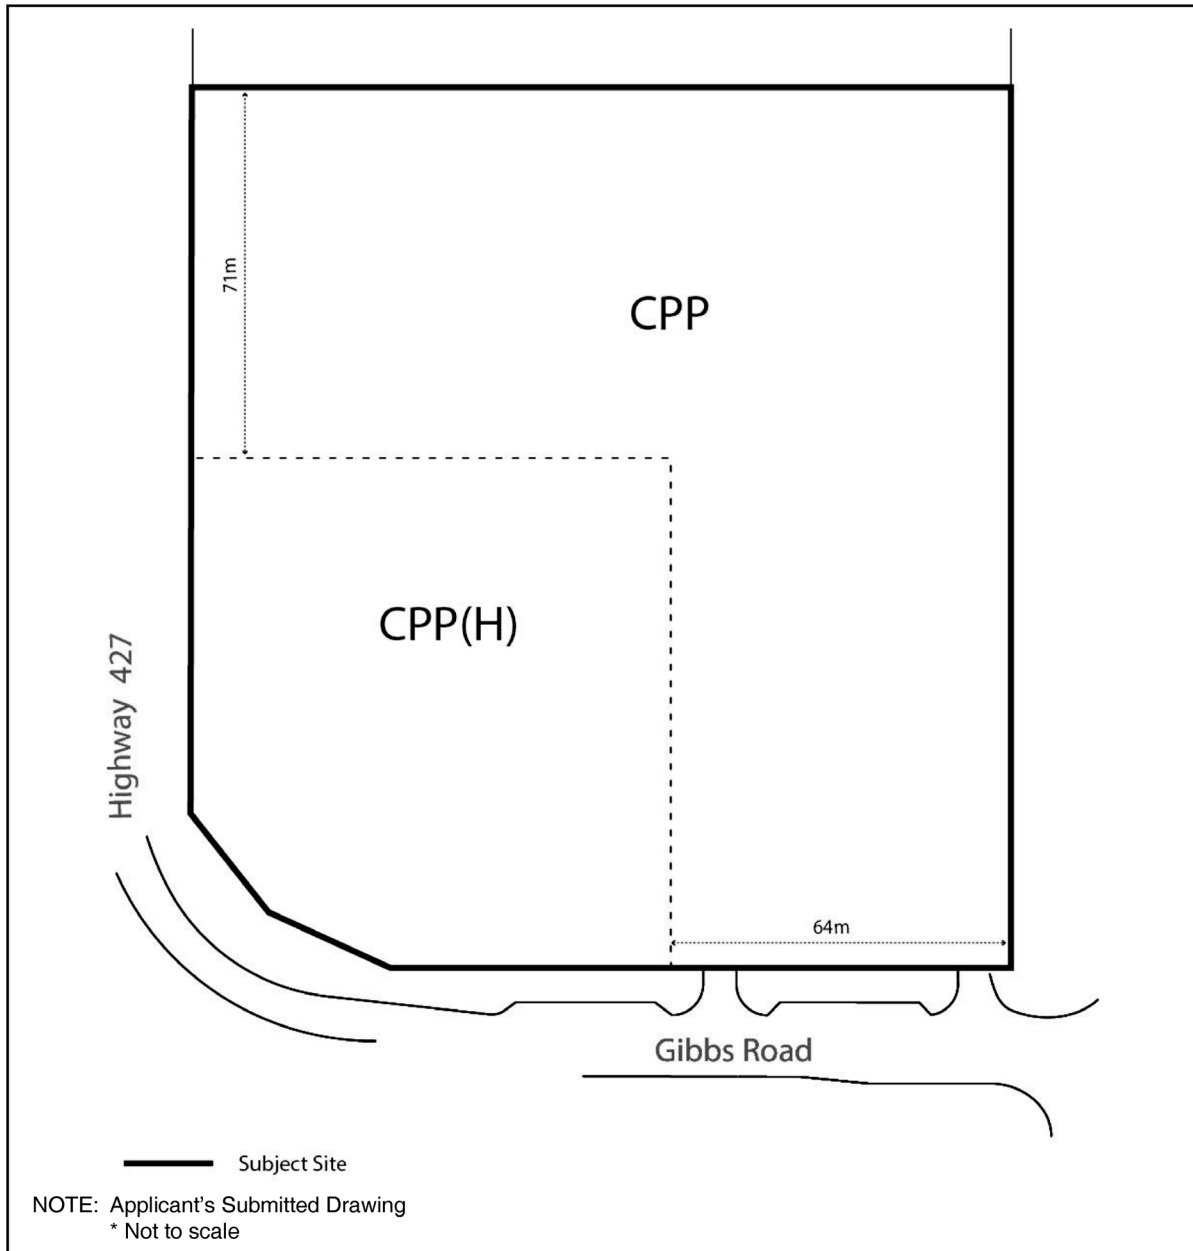 71m
CPP
CPP(H)
Highway 427
64m
Gibbs Road
Subject Site
NOTE: Applicant's Submitted Drawing
* Not to scale